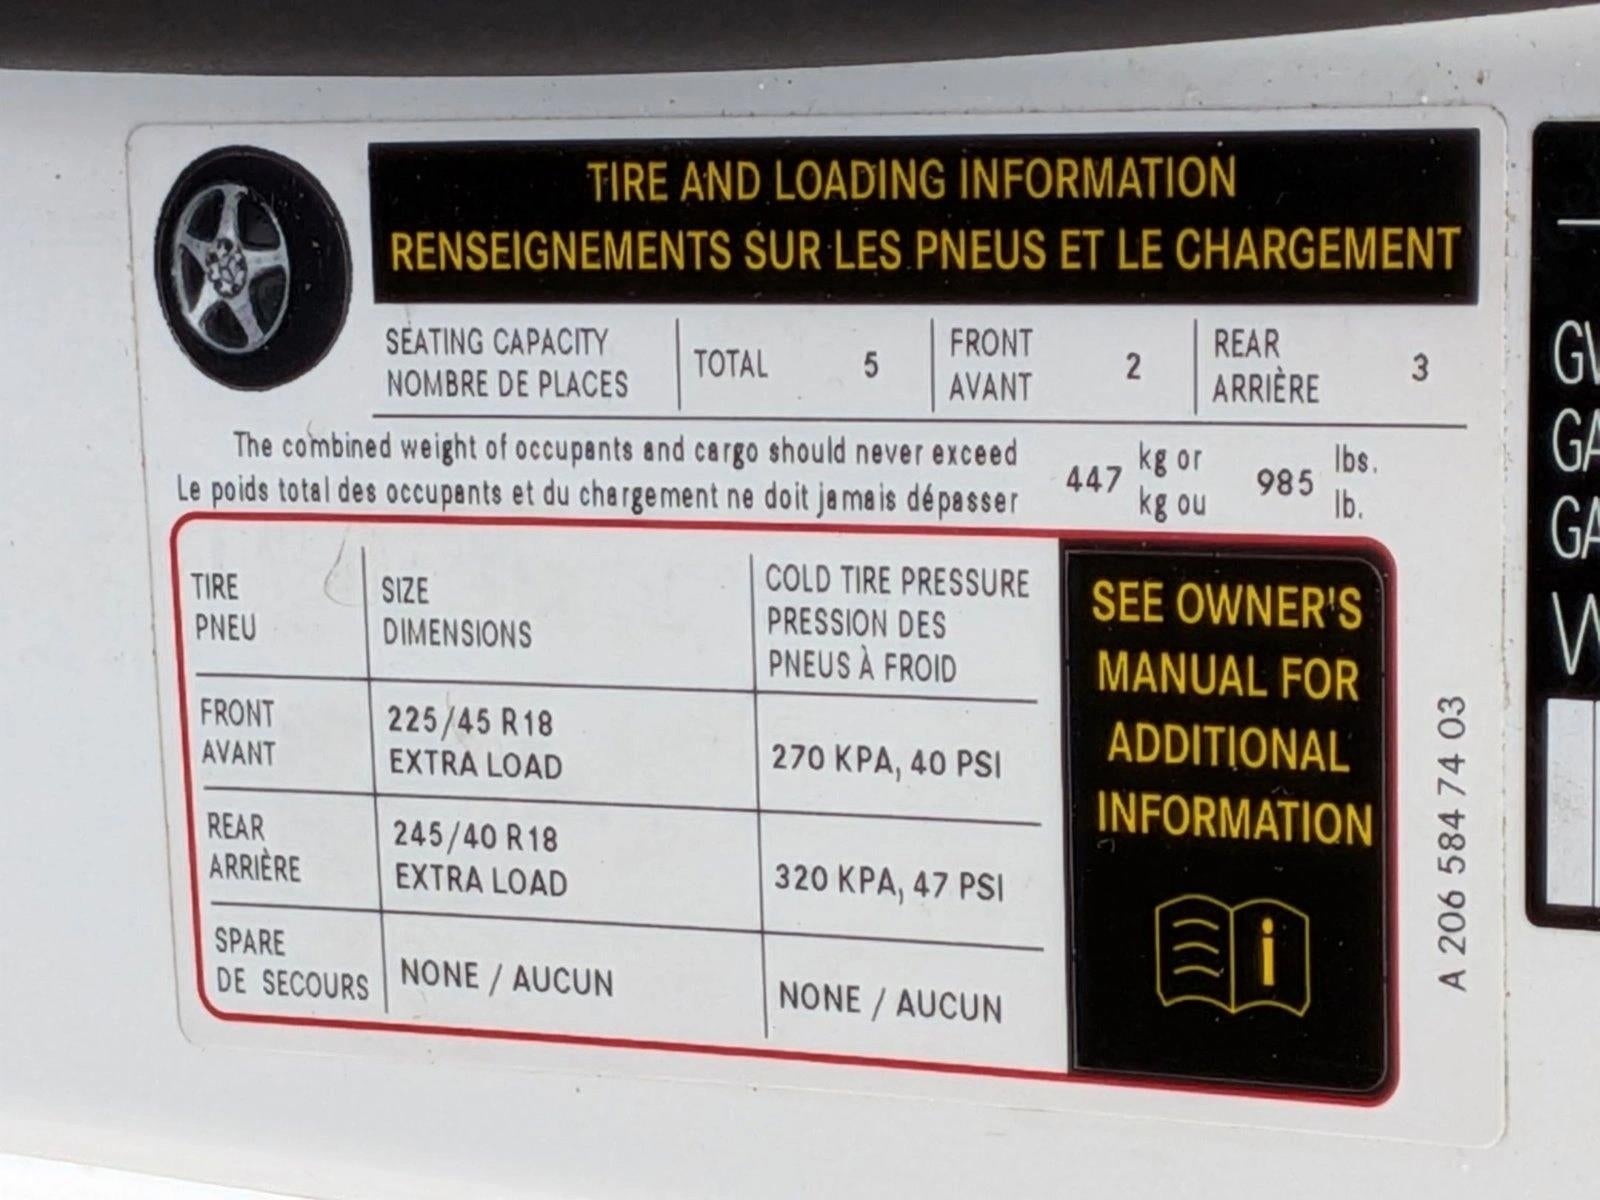 TIRE AND LOADING INFORMATION
RENSEIGNEMENTS SUR LES PNEUS ET LE CHARGEMENT
SEATING CAPACITY
NOMBRE DE PLACES
TOTAL 5
FRONT
AVANT
2
REAR
ARRIÈRE
3
The combined weight of occupants and cargo should never exceed
Le poids total des occupants et du chargement ne doit jamais dépasser
447
kg or
kg ou
985
lbs.
lb.
TIRE
PNEU
SIZE
DIMENSIONS
COLD TIRE PRESSURE
PRESSION DES
PNEUS À FROID
FRONT
AVANT
225/45 R18
EXTRA LOAD
270 KPA, 40 PSI
REAR
ARRIÈRE
245/40 R18
EXTRA LOAD
320 KPA, 47 PSI
SPARE
DE SECOURS
NONE / AUCUN
NONE / AUCUN
SEE OWNER'S
MANUAL FOR
ADDITIONAL
INFORMATION
i
A 206 584 74 03